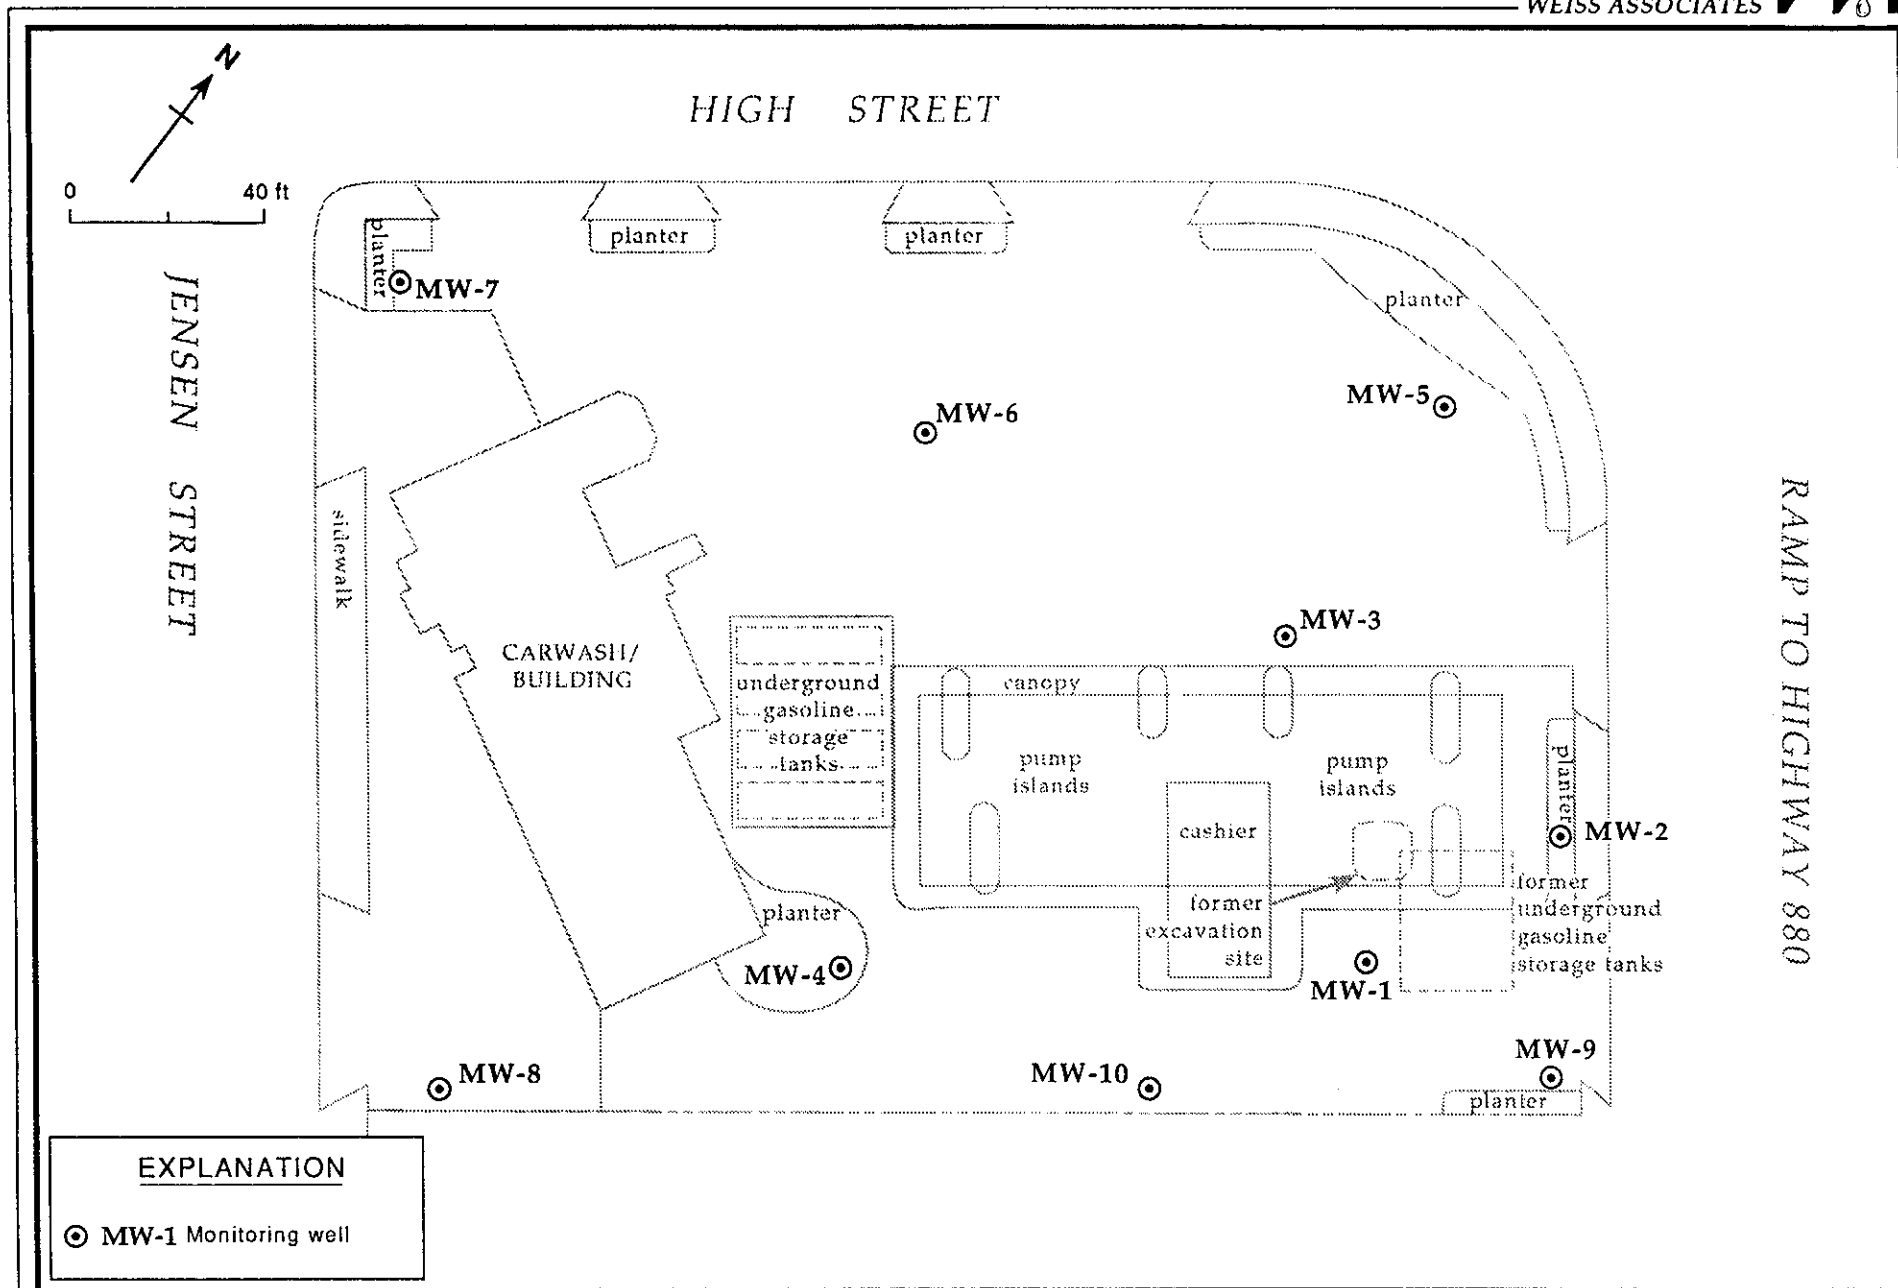 WEISS ASSOCIATES
N
HIGH STREET
0 40 ft
planter
planter
planter
planter
MW-7
JENSEN STREET
MW-5
MW-6
sidewalk
RAMP TO HIGHWAY 880
MW-3
CARWASH/
BUILDING
underground
gasoline
storage
tanks
canopy
pump
islands
pump
islands
planter
cashier
MW-2
former
excavation
site
former
underground
gasoline
storage tanks
planter
MW-4
MW-1
MW-9
MW-8
MW-10
planter
EXPLANATION
MW-1 Monitoring well